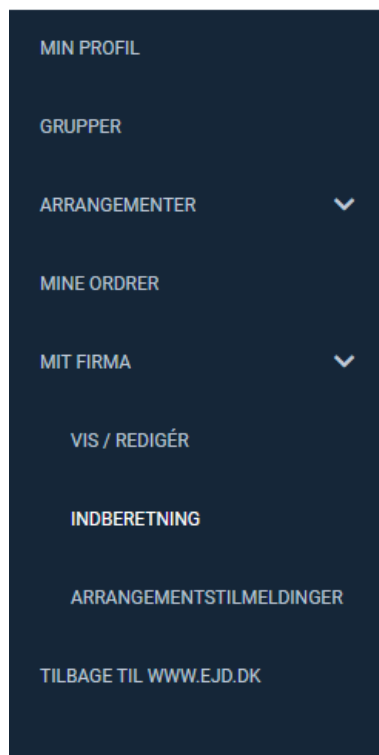 MIN PROFIL
GRUPPER
ARRANGEMENTER
MINE ORDRER
MIT FIRMA
VIS / REDIGÉR
INDBERETNING
ARRANGEMENTSTILMELDINGER
TILBAGE TIL WWW.EJD.DK